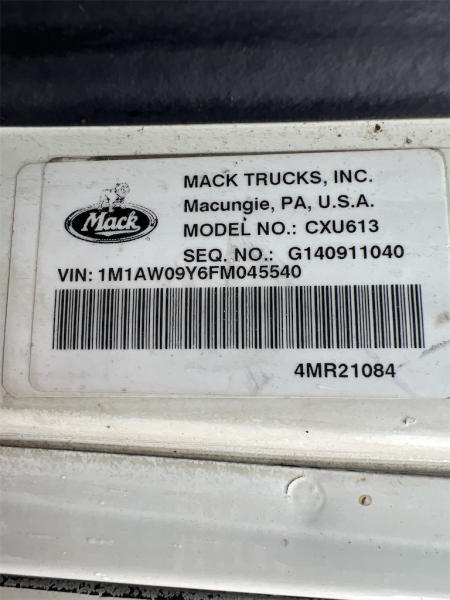 Mack
MACK TRUCKS, INC.
Macungie, PA, U.S.A.
MODEL NO.: CXU613
SEQ. NO.: G140911040
VIN: 1M1AW09Y6FM045540
4MR21084